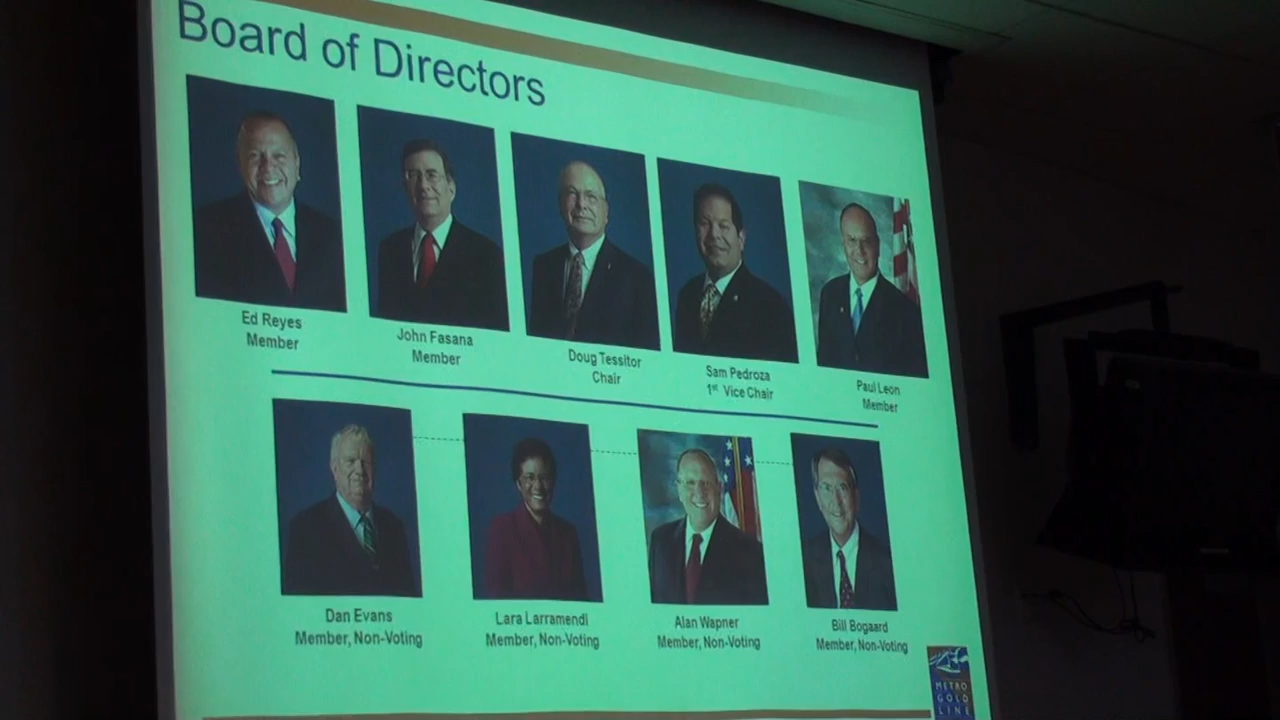 Board of Directors
Ed Reyes
Member
John Fasana
Member
Doug Tessitor
Chair
Sam Pedroza
1st Vice Chair
Paul Leon
Member
Dan Evans
Member, Non-Voting
Lara Larramendi
Member, Non-Voting
Alan Wapner
Member, Non-Voting
Bill Bogaard
Member, Non-Voting
METRO
GOLD
LINE